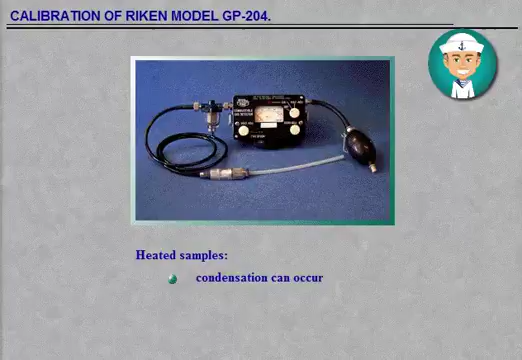 CALIBRATION OF RIKEN MODEL GP-204.
Heated samples:
condensation can occur